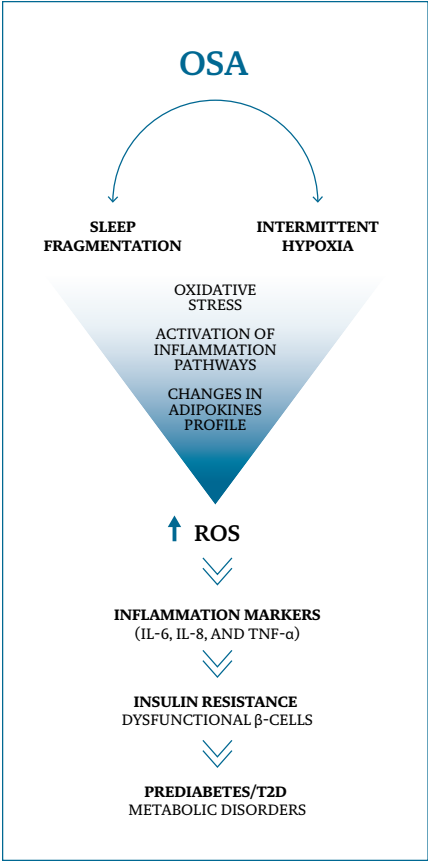 OSA
SLEEP
FRAGMENTATION
INTERMITTENT
HYPOXIA
OXIDATIVE
STRESS
ACTIVATION OF
INFLAMMATION
PATHWAYS
CHANGES IN
ADIPOKINES
PROFILE
ROS
INFLAMMATION MARKERS
(IL-6, IL-8, AND TNF-α)
INSULIN RESISTANCE
DYSFUNCTIONAL β-CELLS
PREDIABETES/T2D
METABOLIC DISORDERS